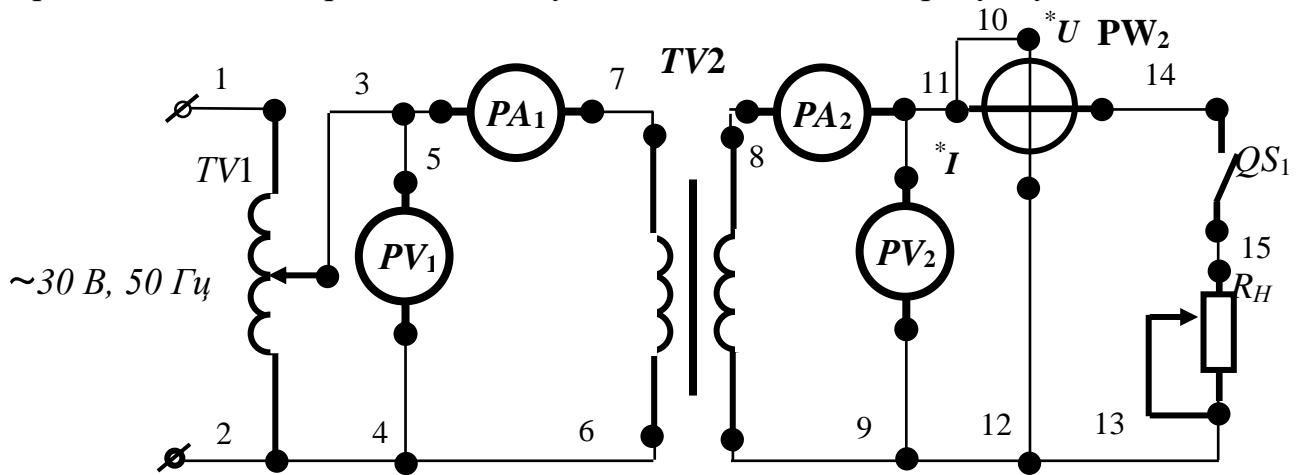 10 *U PW2
1 3 7 TV2 11 14
PA1 PA2
TV1 5 8 *I QS1
PV1 PV2 15
~30 В, 50 Гц RН
2 4 6 9 12 13